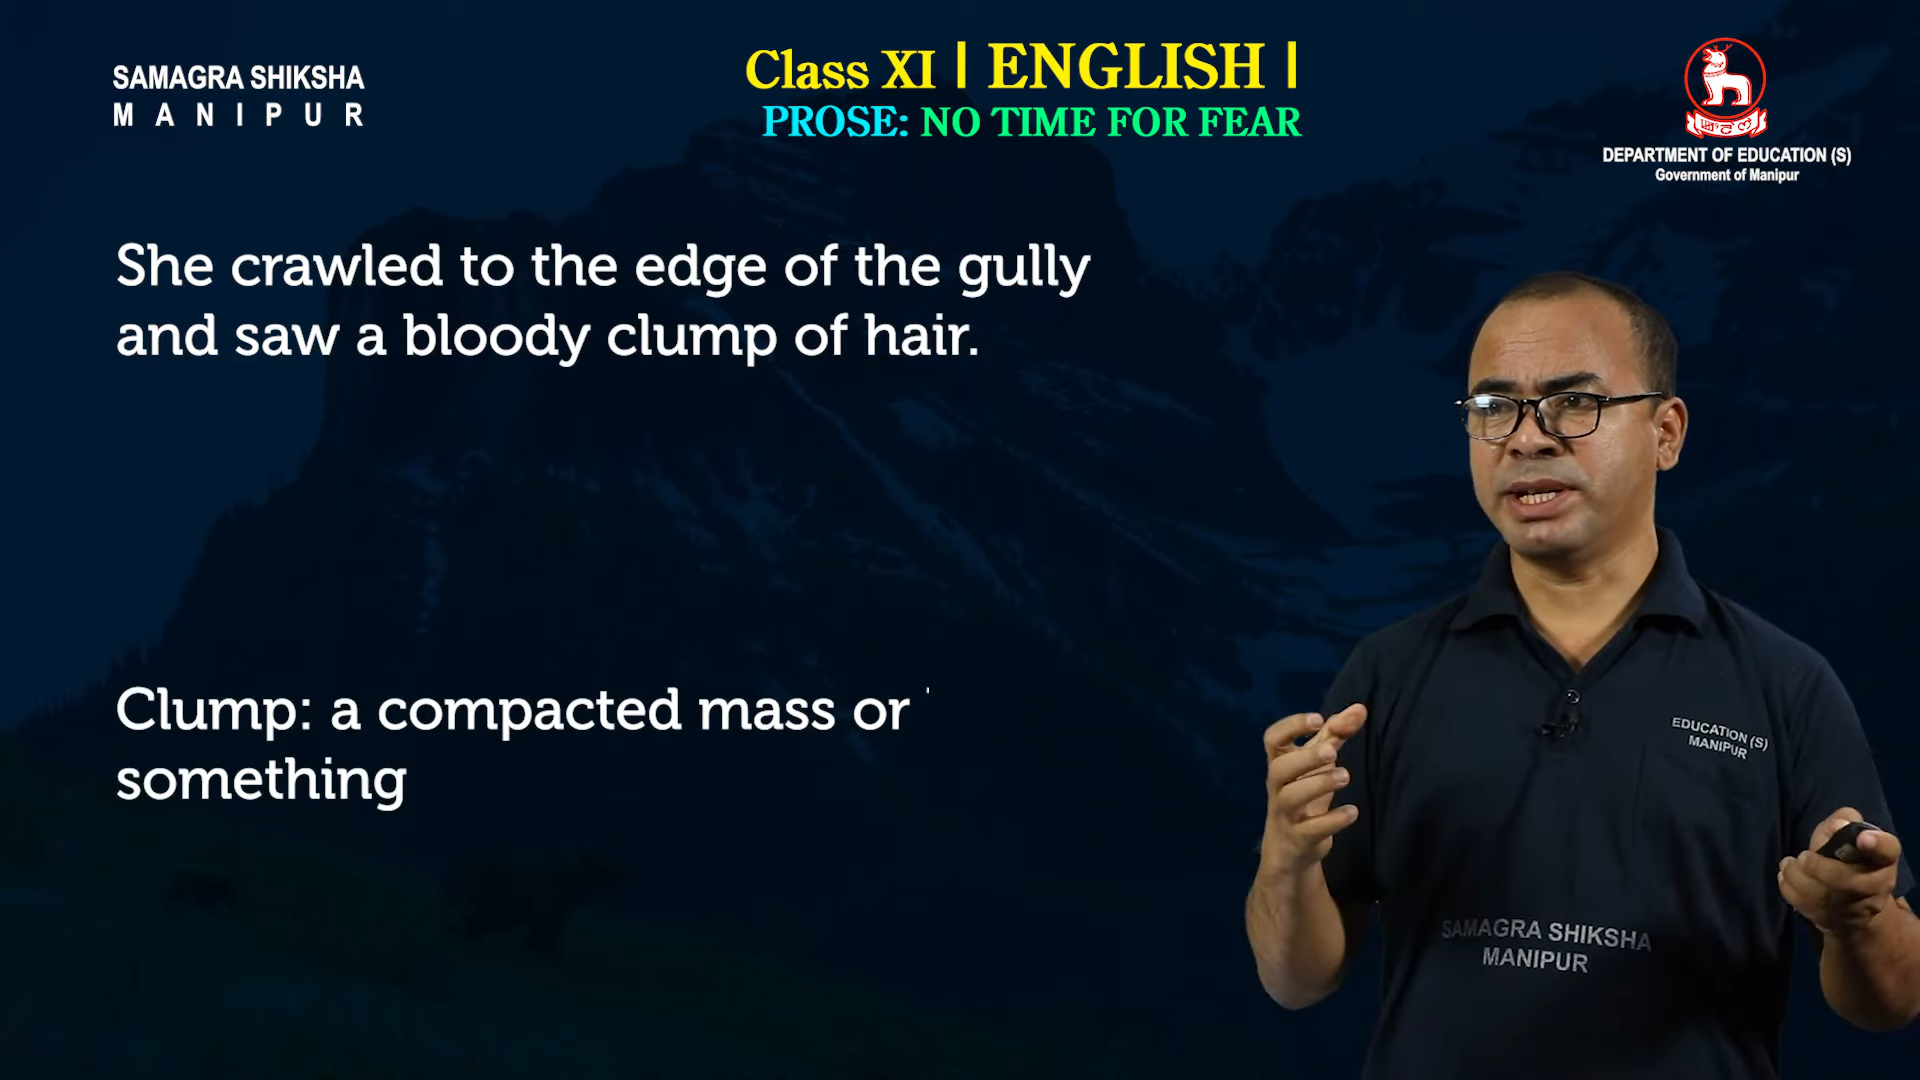 SAMAGRA SHIKSHA
MANIPUR
Class XI | ENGLISH |
PROSE: NO TIME FOR FEAR
DEPARTMENT OF EDUCATION (S)
Government of Manipur
She crawled to the edge of the gully
and saw a bloody clump of hair.
Clump: a compacted mass or
something
EDUCATION (S)
MANIPUR
SAMAGRA SHIKSHA
MANIPUR